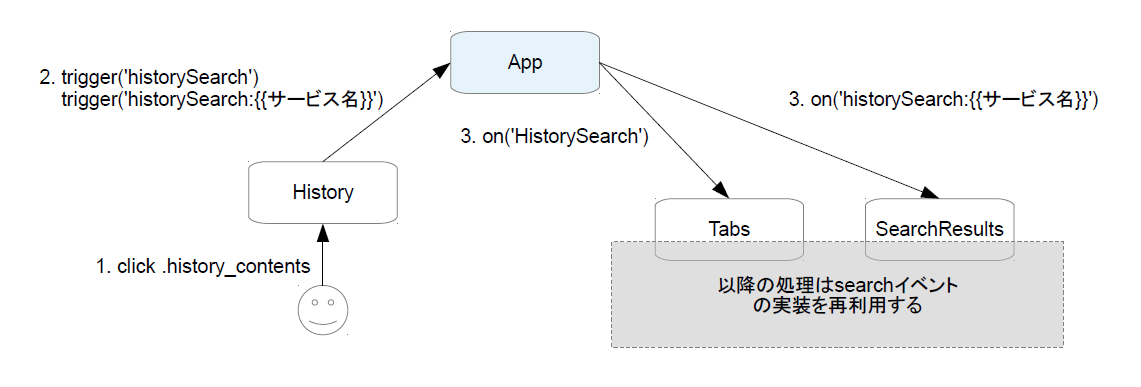 App
2. trigger('historySearch')
trigger('historySearch:{{サービス名}}')
3. on('historySearch:{{サービス名}}')
3. on('HistorySearch')
History
Tabs
SearchResults
1. click .history_contents
以降の処理はsearchイベント
の実装を再利用する